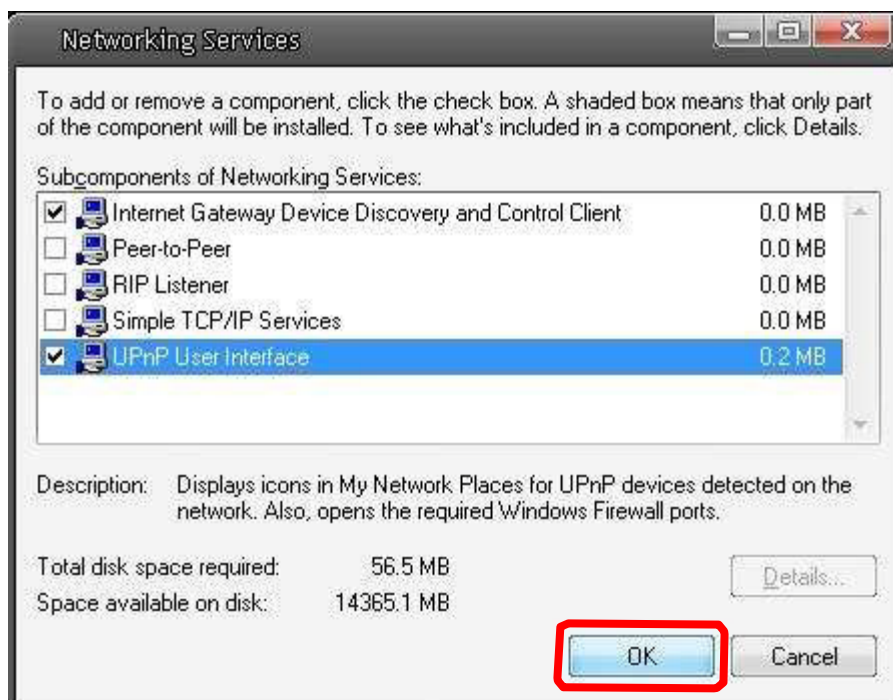 Networking Services
To add or remove a component, click the check box. A shaded box means that only part
of the component will be installed. To see what's included in a component, click Details.
Subcomponents of Networking Services:
Internet Gateway Device Discovery and Control Client 0.0 MB
Peer-to-Peer 0.0 MB
RIP Listener 0.0 MB
Simple TCP/IP Services 0.0 MB
UPnP User Interface 0.2 MB
Description: Displays icons in My Network Places for UPnP devices detected on the
network. Also, opens the required Windows Firewall ports.
Total disk space required: 56.5 MB
Space available on disk: 14365.1 MB
Details...
OK Cancel